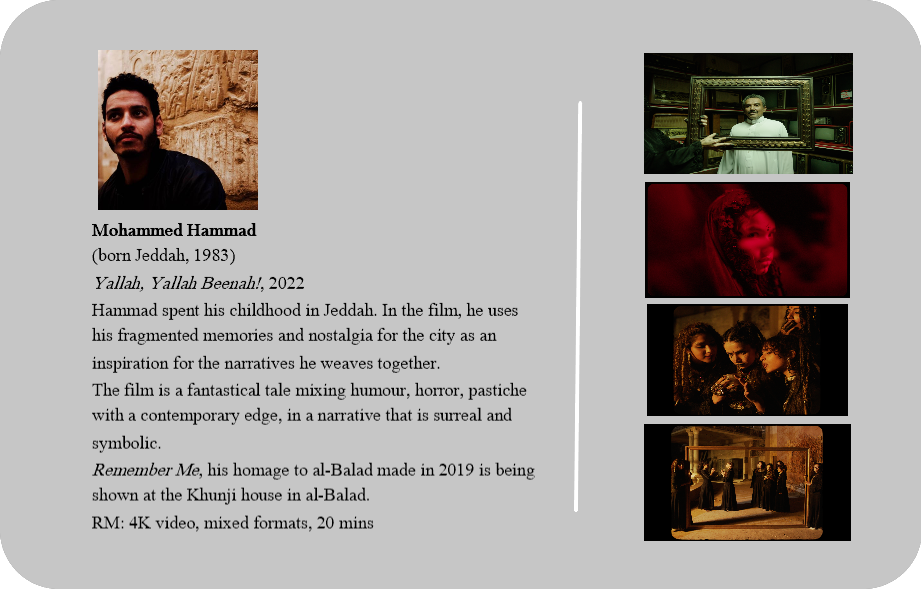 Mohammed Hammad
(born Jeddah, 1983)
Yallah, Yallah Beenah!, 2022
Hammad spent his childhood in Jeddah. In the film, he uses
his fragmented memories and nostalgia for the city as an
inspiration for the narratives he weaves together.
The film is a fantastical tale mixing humour, horror, pastiche
with a contemporary edge, in a narrative that is surreal and
symbolic.
Remember Me, his homage to al-Balad made in 2019 is being
shown at the Khunji house in al-Balad.
RM: 4K video, mixed formats, 20 mins